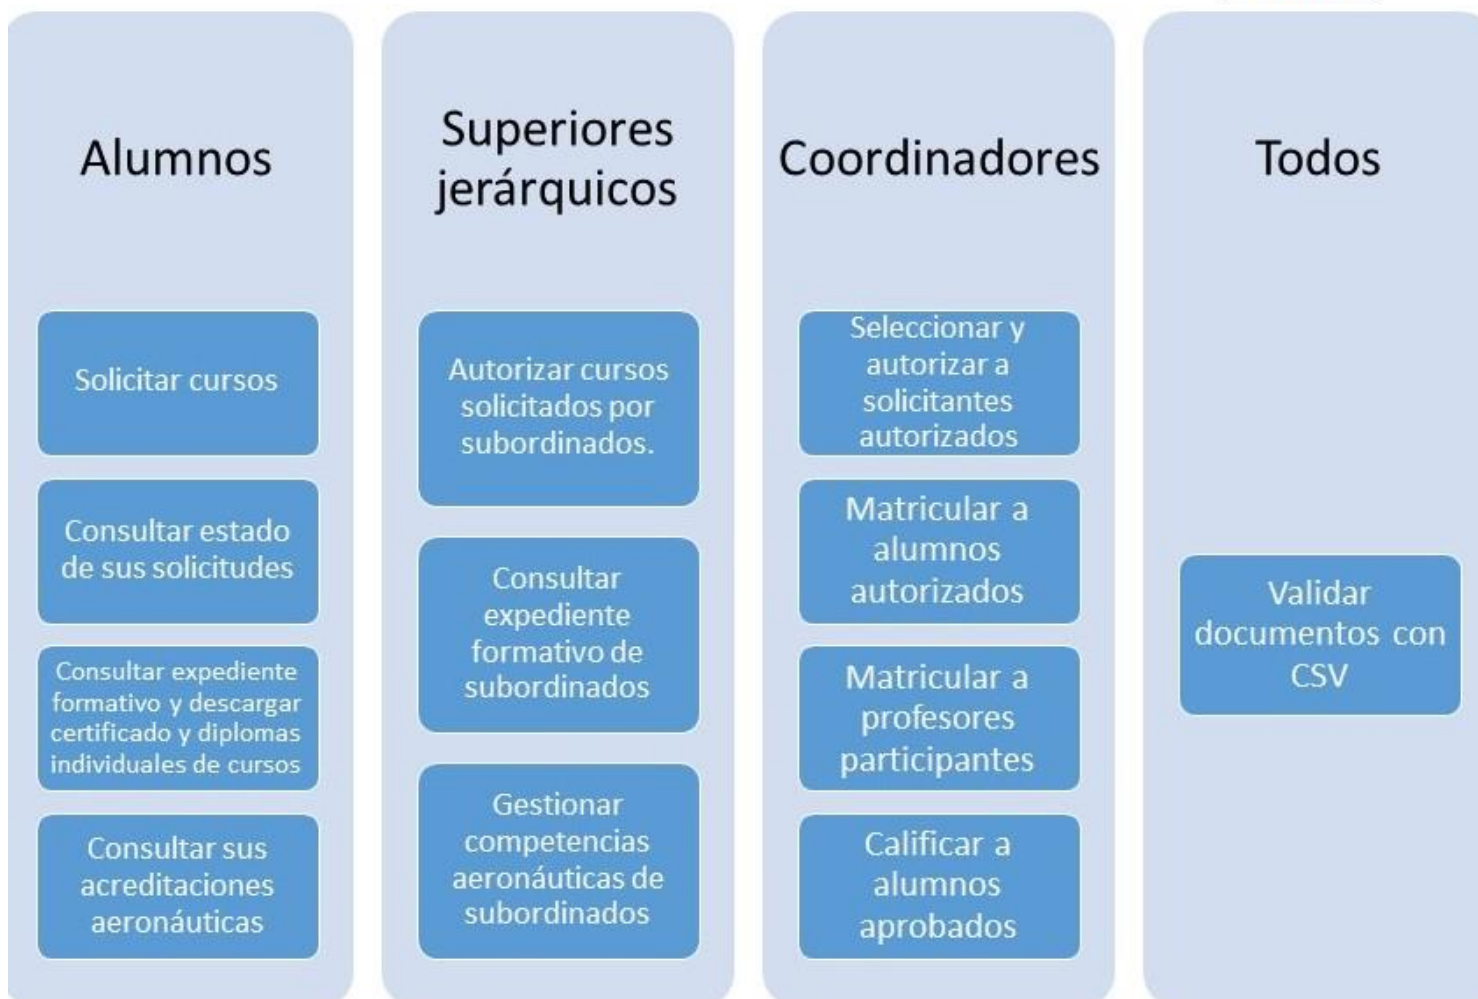 Alumnos
Solicitar cursos
Consultar estado
de sus solicitudes
Consultar expediente
formativo y descargar
certificado y diplomas
individuales de cursos
Consultar sus
acreditaciones
aeronáuticas
Superiores
jerárquicos
Autorizar cursos
solicitados por
subordinados.
Consultar
expediente
formativo de
subordinados
Gestionar
competencias
aeronáuticas de
subordinados
Coordinadores
Seleccionar y
autorizar a
solicitantes
autorizados
Matricular a
alumnos
autorizados
Matricular a
profesores
participantes
Calificar a
alumnos
aprobados
Todos
Validar
documentos con
CSV